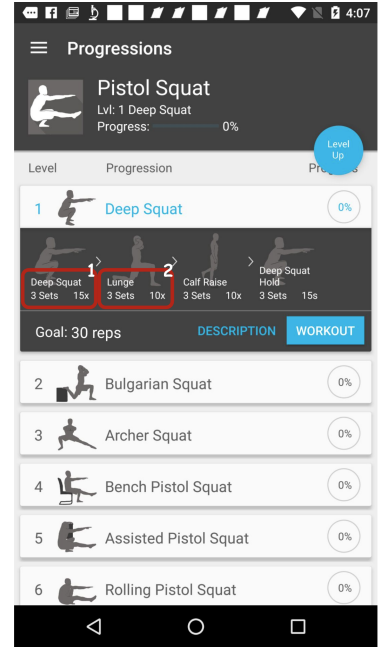 4:07
Progressions
Pistol Squat
Lvl: 1 Deep Squat
Progress: 0%
Level
Up
Level Progression
1 Deep Squat 0%
1 2
Deep Squat
3 Sets 15x
Lunge
3 Sets 10x
Calf Raise
3 Sets 10x
Deep Squat
Hold
3 Sets 15s
Goal: 30 reps DESCRIPTION WORKOUT
2 Bulgarian Squat 0%
3 Archer Squat 0%
4 Bench Pistol Squat 0%
5 Assisted Pistol Squat 0%
6 Rolling Pistol Squat 0%